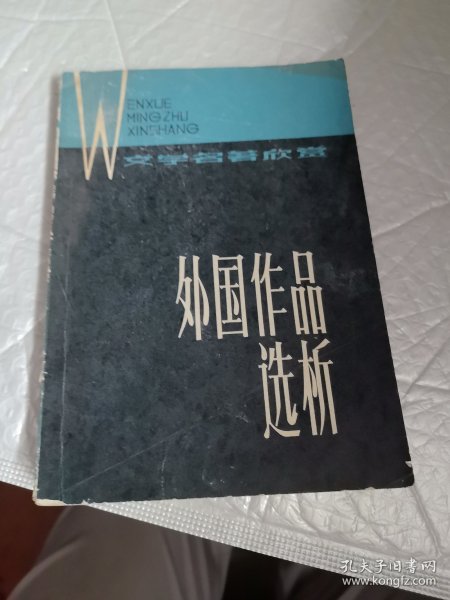 WENXUE
MINGZHU
XINSHANG
文学名著欣赏
外国作品
选析
孔夫子旧书网
www.kongfz.com